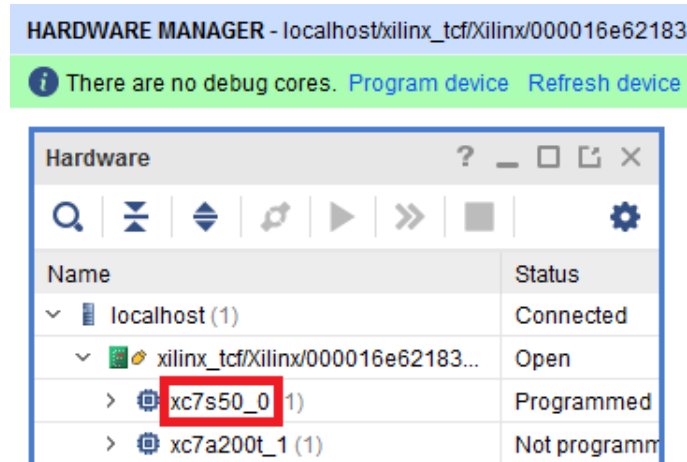 HARDWARE MANAGER - localhost/xilinx_tcf/Xilinx/000016e62183
There are no debug cores. Program device Refresh device
Hardware ? _
Name Status
localhost (1) Connected
xilinx_tcf/Xilinx/000016e62183... Open
xc7s50_0 1) Programmed
xc7a200t_1 (1) Not programm